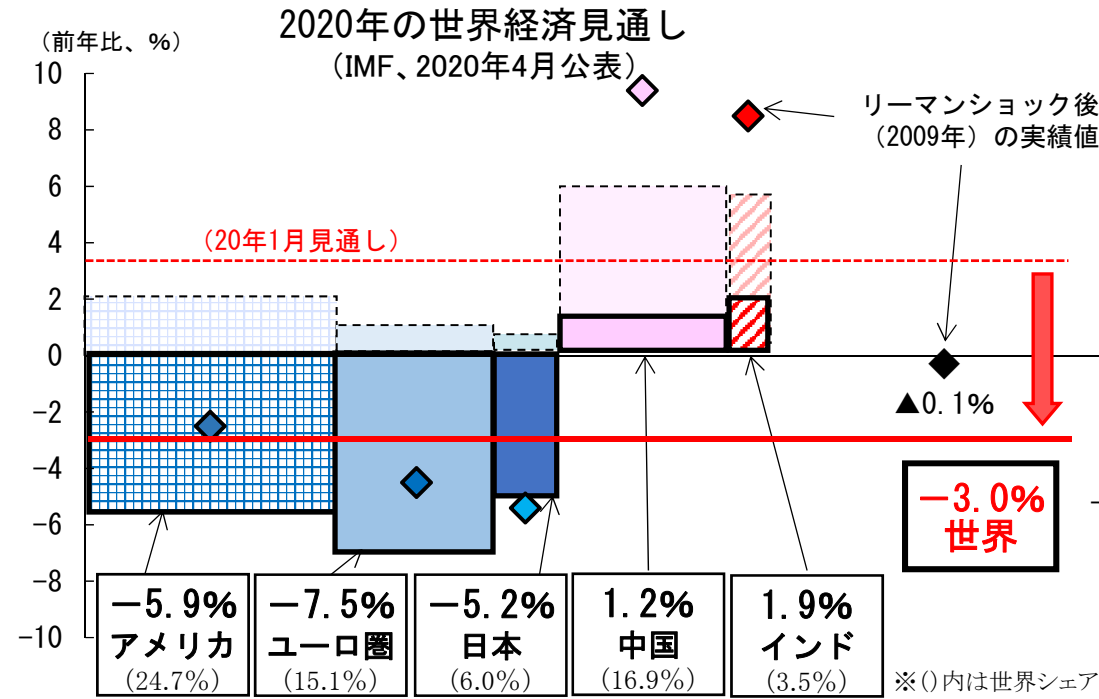 2020年の世界経済見通し
(IMF、2020年4月公表)
(前年比、%)
10
8
6
4
2
0
-2
-4
-6
-8
-10
リーマンショック後
(2009年)の実績値
(20年1月見通し)
▲0.1%
-3.0%
世界
-5.9%
アメリカ
(24.7%)
-7.5%
ユーロ圏
(15.1%)
-5.2%
日本
(6.0%)
1.2%
中国
(16.9%)
1.9%
インド
(3.5%)
※()内は世界シェア